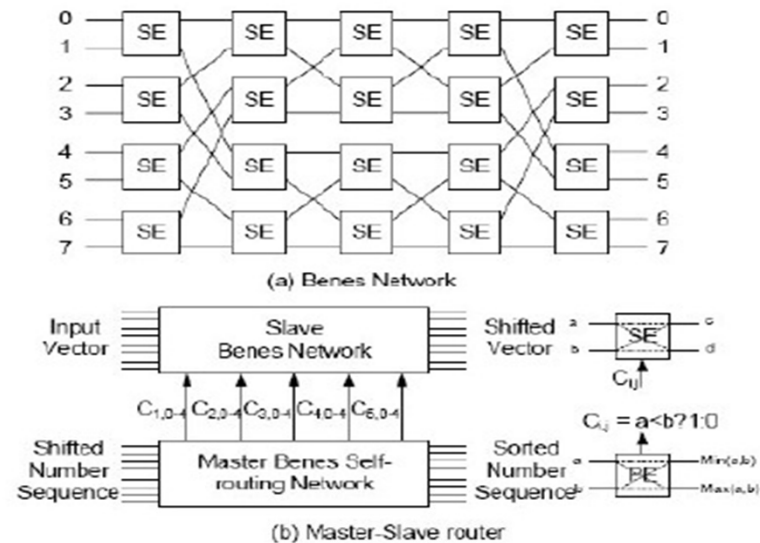 0 SE SE SE SE SE 0
1 1
2 SE SE SE SE SE 2
3 3
4 SE SE SE SE SE 4
5 5
6 SE SE SE SE SE 6
7 7
(a) Benes Network
Input Vector
Slave Benes Network
Shifted Vector
a SE c
b d
Ci,j
C1,0-4 C2,0-4 C3,0-4 C4,0-4 C5,0-4
Ci,j = a<b?1:0
Shifted Number Sequence
Master Benes Self-routing Network
Sorted Number Sequence
a PE Min(a,b)
b Max(a,b)
(b) Master-Slave router